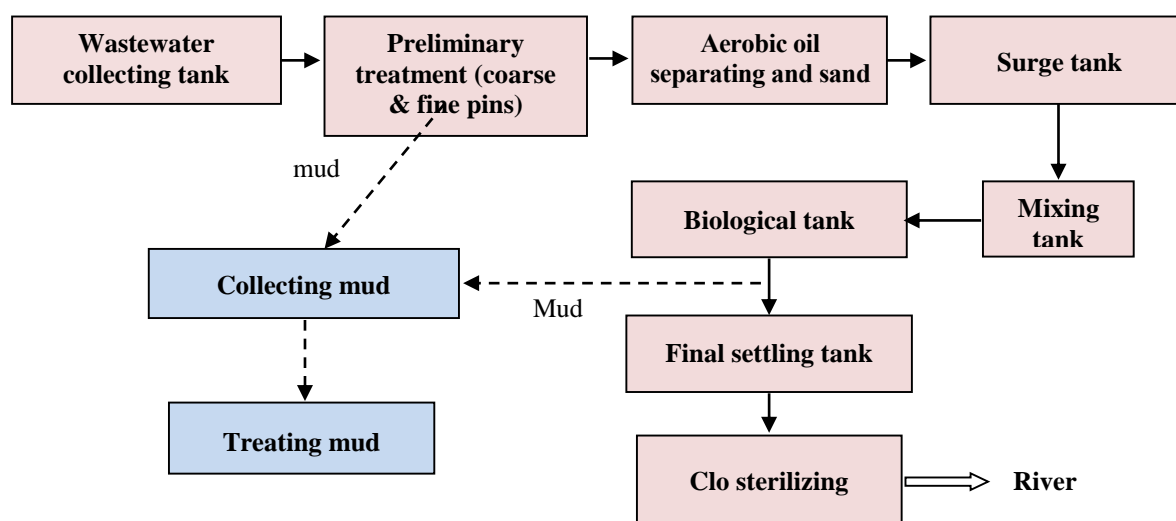 Wastewater
collecting tank
Preliminary
treatment (coarse
& fine pins)
Aerobic oil
separating and sand
Surge tank
mud
Biological tank
Mixing
tank
Collecting mud
Mud
Final settling tank
Treating mud
Clo sterilizing
River